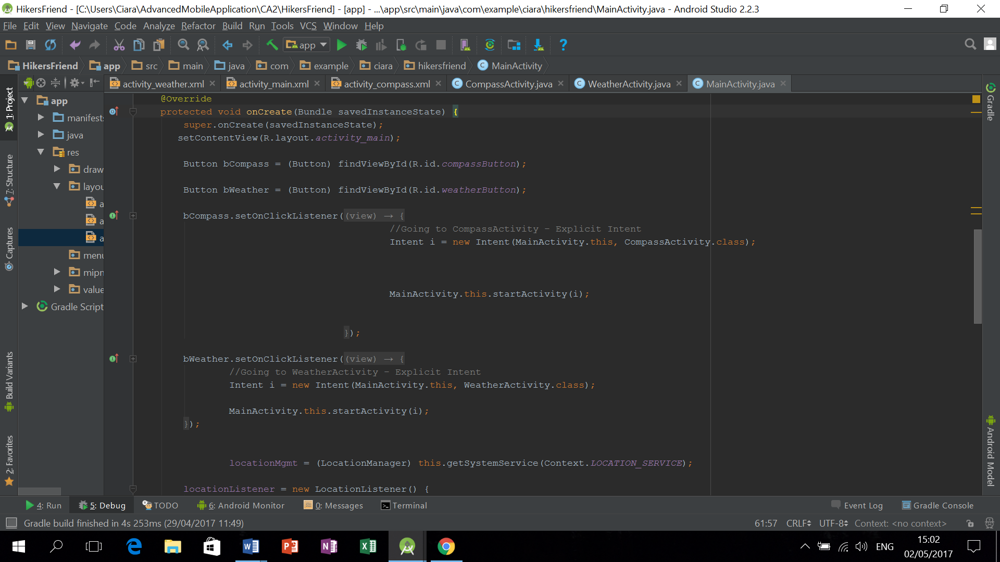 HikersFriend - [C:\Users\Ciara\AdvancedMobileApplication\CA2\HikersFriend] - [app] - ...\app\src\main\java\com\example\ciara\hikersfriend\MainActivity.java - Android Studio 2.2.3
File Edit View Navigate Code Analyze Refactor Build Run Tools VCS Window Help
app
HikersFriend app src main java com example ciara hikersfriend MainActivity
activity_weather.xml activity_main.xml activity_compass.xml CompassActivity.java WeatherActivity.java MainActivity.java
1: Project
7: Structure
Captures
Build Variants
2: Favorites
app
manifests
java
res
draw
layou
a
a
a
menu
mipm
value
Gradle Script
@Override
protected void onCreate(Bundle savedInstanceState) {
super.onCreate(savedInstanceState);
setContentView(R.layout.activity_main);
Button bCompass = (Button) findViewById(R.id.compassButton);
Button bWeather = (Button) findViewById(R.id.weatherButton);
bCompass.setOnClickListener((view) → {
//Going to CompassActivity - Explicit Intent
Intent i = new Intent(MainActivity.this, CompassActivity.class);
MainActivity.this.startActivity(i);
});
bWeather.setOnClickListener((view) → {
//Going to WeatherActivity - Explicit Intent
Intent i = new Intent(MainActivity.this, WeatherActivity.class);
MainActivity.this.startActivity(i);
});
locationMgmt = (LocationManager) this.getSystemService(Context.LOCATION_SERVICE);
locationListener = new LocationListener() {
Gradle
Android Model
4: Run 5: Debug TODO 6: Android Monitor 0: Messages Terminal Event Log Gradle Console
Gradle build finished in 4s 253ms (29/04/2017 11:49) 61:57 CRLF UTF-8 Context: <no context>
ENG
15:02
02/05/2017